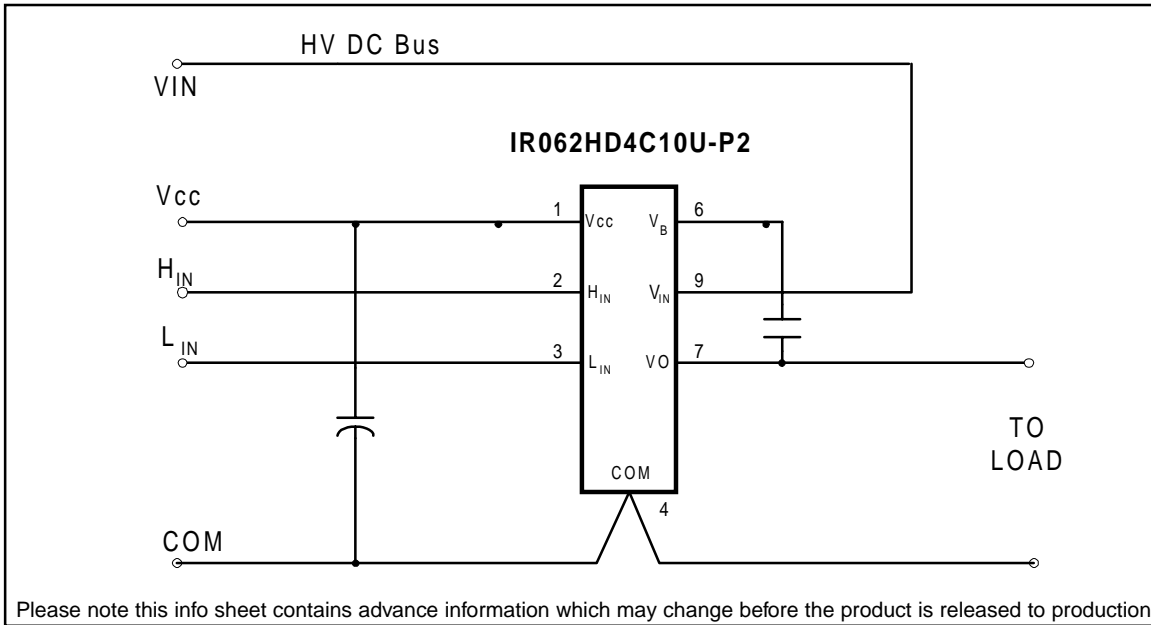 HV DC Bus
VIN
IR062HD4C10U-P2
Vcc
1
Vcc
VB
6
HIN
2
HIN
VIN
9
LIN
3
LIN
VO
7
TO
LOAD
COM
4
COM
Please note this info sheet contains advance information which may change before the product is released to production